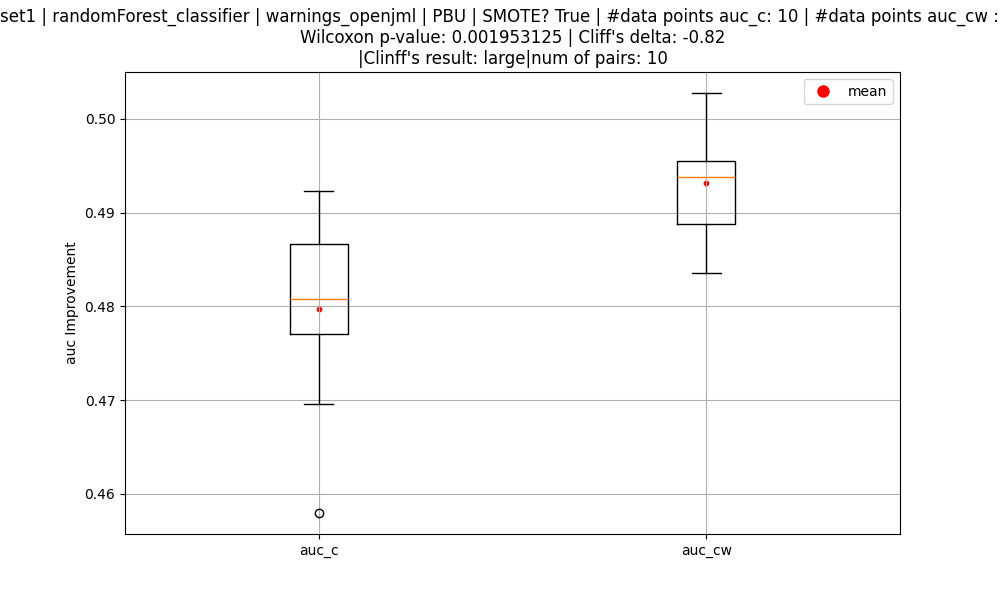 set1 | randomForest_classifier | warnings_openjml | PBU | SMOTE? True | #data points auc_c: 10 | #data points auc_cw :
Wilcoxon p-value: 0.001953125 | Cliff's delta: -0.82
|Clinff's result: large|num of pairs: 10
mean
0.50
0.49
0.48
0.47
0.46
auc Improvement
auc_c
auc_cw